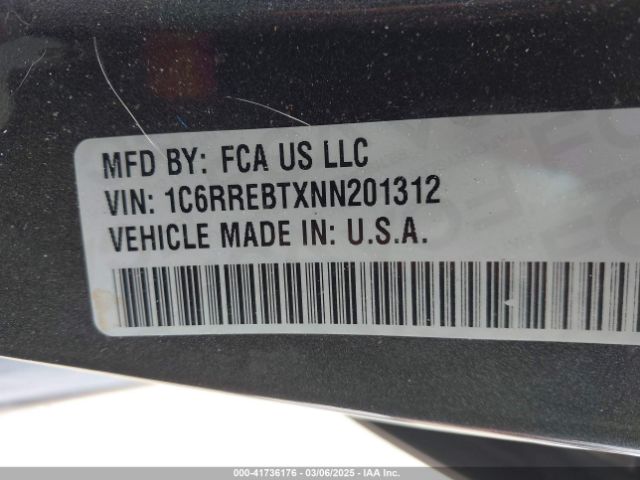 MFD BY: FCA US LLC
VIN: 1C6RREBTXNN201312
VEHICLE MADE IN: U.S.A.
000-41736176 - 03/06/2025 - IAA Inc.